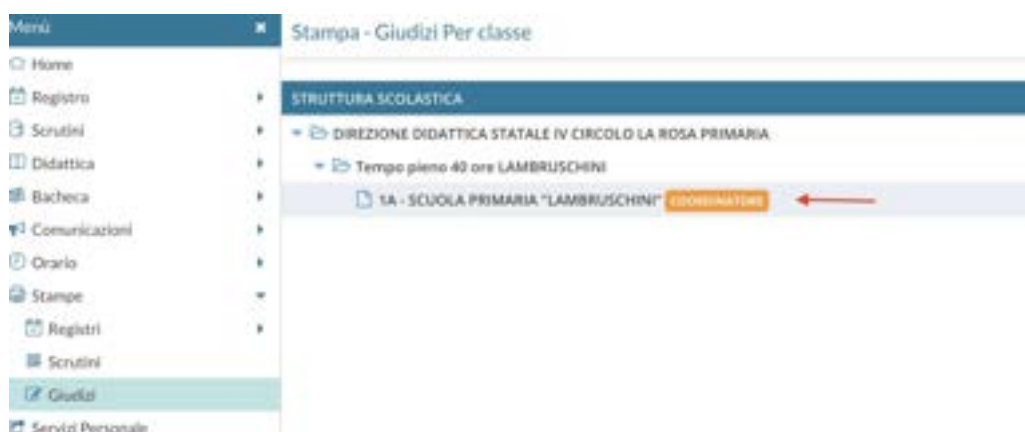 Menù
Home
Registro
Scrutini
Didattica
Bacheca
Comunicazioni
Orario
Stampe
Registri
Scrutini
Giudizi
Servizi Personale
Stampa - Giudizi Per classe
STRUTTURA SCOLASTICA
DIREZIONE DIDATTICA STATALE IV CIRCOLO LA ROSA PRIMARIA
Tempo pieno 40 ore LAMBRUSCHINI
1A - SCUOLA PRIMARIA "LAMBRUSCHINI" COORDINATORE